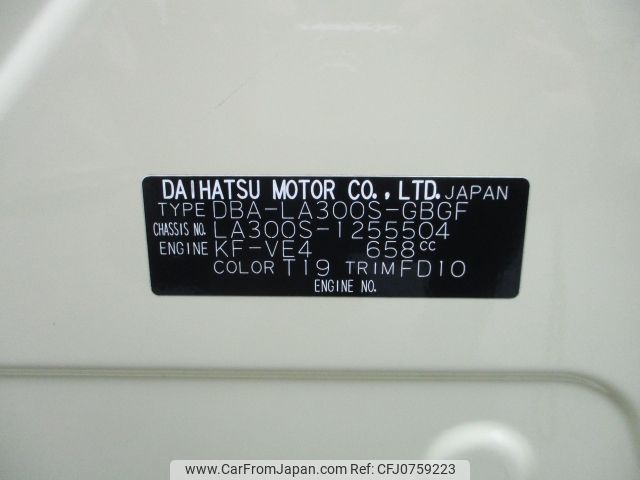 DAIHATSU MOTOR CO., LTD. JAPAN
TYPE DBA-LA300S-GBGF
CHASSIS NO. LA300S-1255504
ENGINE KF-VE4 658cc
COLOR T19 TRIM FD10
ENGINE NO.
www.CarFromJapan.com | Ref No: CFJ0759223